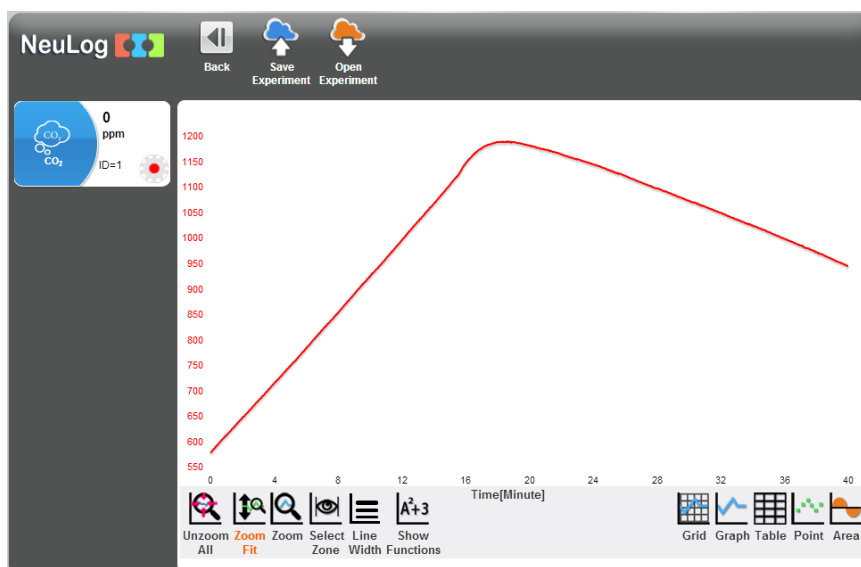 NeuLog
Back
Save
Experiment
Open
Experiment
CO2
CO2
0
ppm
ID=1
1200
1150
1100
1050
1000
950
900
850
800
750
700
650
600
550
0 4 8 12 16 20 24 28 32 36 40
Time[Minute]
Unzoom
All
Zoom
Fit
Zoom
Select
Zone
Line
Width
A²+3
Show
Functions
Grid
Graph
Table
Point
Area